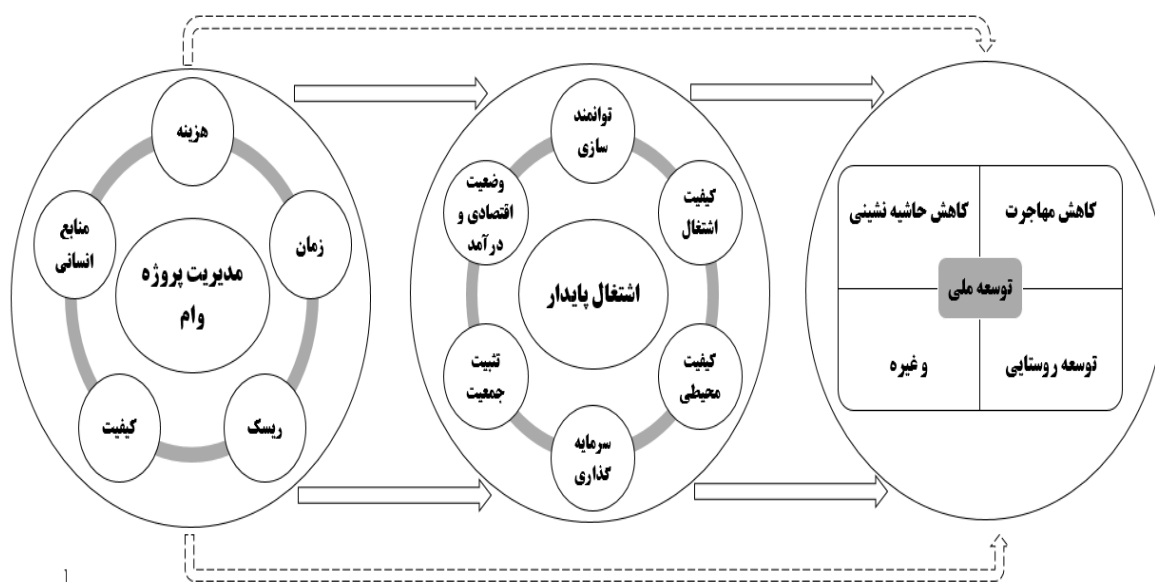 هزینه
زمان
ریسک
کیفیت
منابع
انسانی
مدیریت پروژه
وام
توانمند
سازی
کیفیت
اشتغال
کیفیت
محیطی
سرمایه
گذاری
تثبیت
جمعیت
وضعیت
اقتصادی و
درآمد
اشتغال پایدار
کاهش مهاجرت
کاهش حاشیه نشینی
توسعه ملی
توسعه روستایی
و غیره